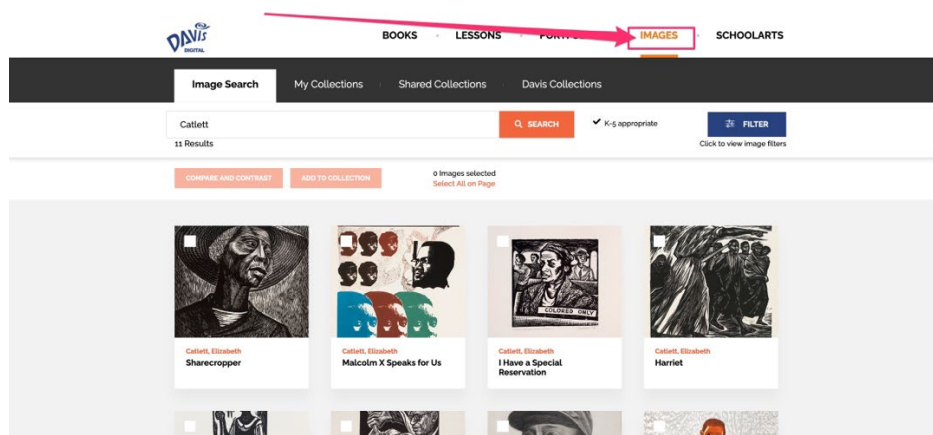 DAVIS
DIGITAL
BOOKS
LESSONS
IMAGES
SCHOOLARTS
Image Search
My Collections
Shared Collections
Davis Collections
Catlett
SEARCH
K-5 appropriate
FILTER
11 Results
Click to view image filters
COMPARE AND CONTRAST
ADD TO COLLECTION
0 Images selected
Select All on Page
COLORED ONLY
Catlett, Elizabeth
Sharecropper
Catlett, Elizabeth
Malcolm X Speaks for Us
Catlett, Elizabeth
I Have a Special
Reservation
Catlett, Elizabeth
Harriet